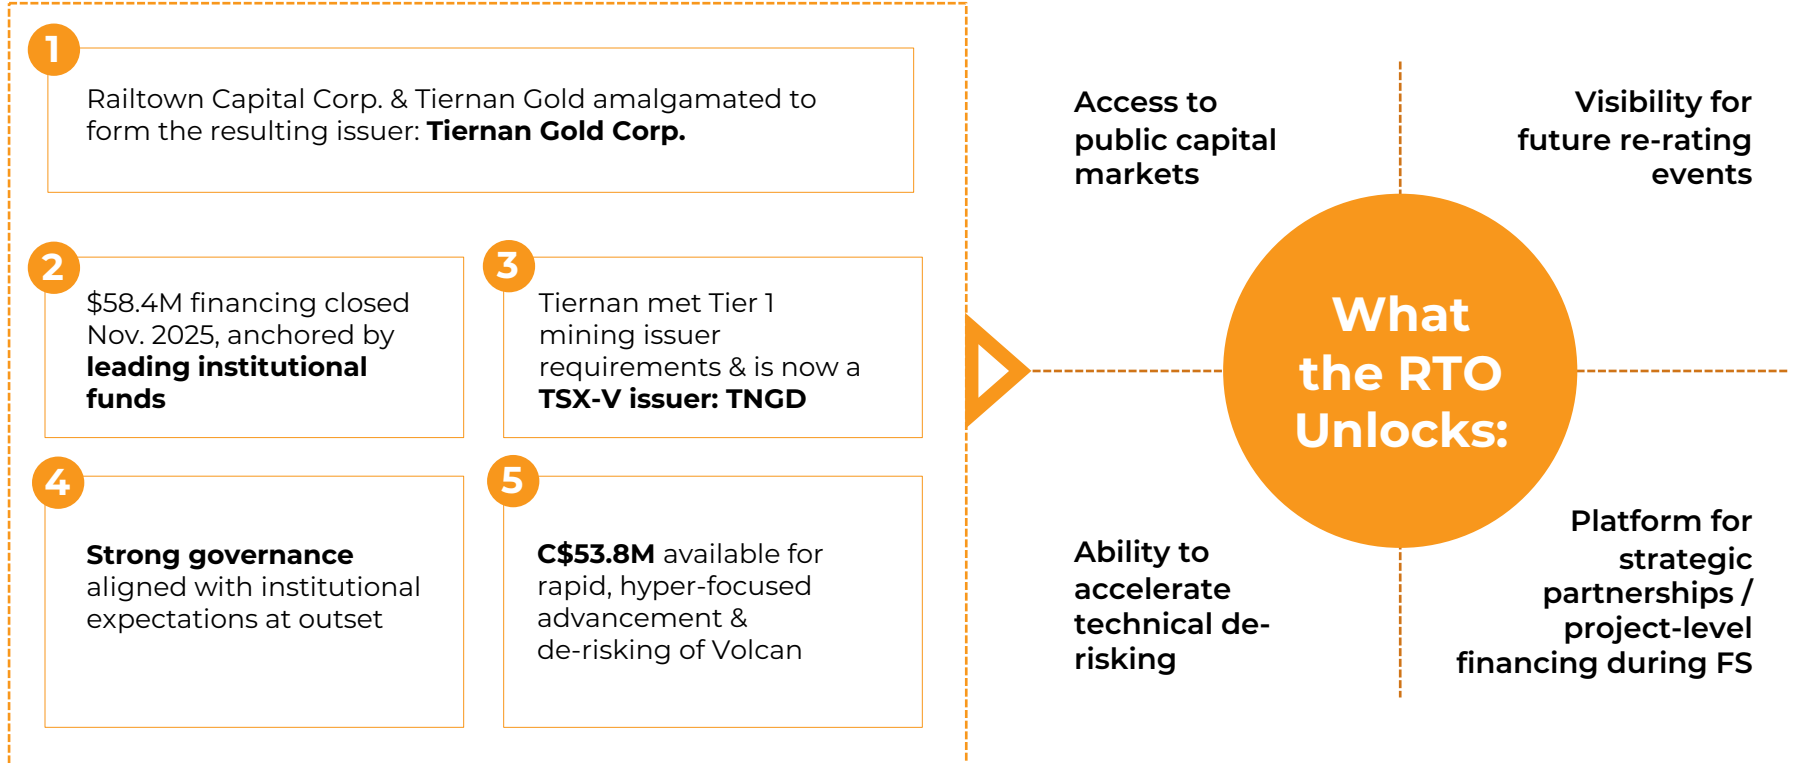 1
Railtown Capital Corp. & Tiernan Gold amalgamated to
form the resulting issuer: Tiernan Gold Corp.
2
$58.4M financing closed
Nov. 2025, anchored by
leading institutional
funds
3
Tiernan met Tier 1
mining issuer
requirements & is now a
TSX-V issuer: TNGD
4
Strong governance
aligned with institutional
expectations at outset
5
C$53.8M available for
rapid, hyper-focused
advancement &
de-risking of Volcan
Access to
public capital
markets
Visibility for
future re-rating
events
What
the RTO
Unlocks:
Ability to
accelerate
technical de-
risking
Platform for
strategic
partnerships /
project-level
financing during FS